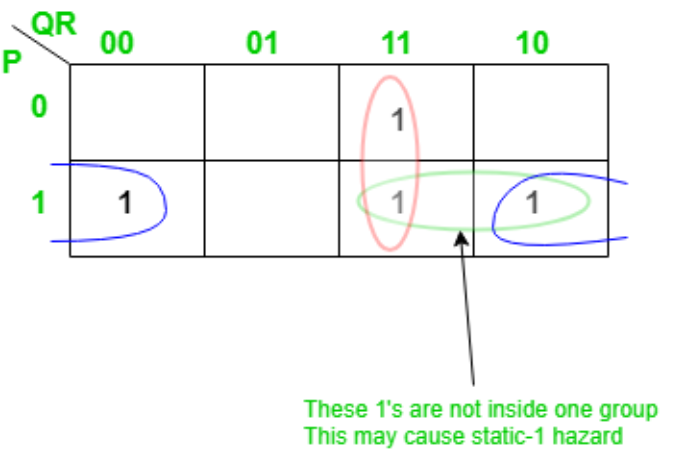 QR
P
00 01 11 10
0 1
1 1 1 1
These 1's are not inside one group
This may cause static-1 hazard